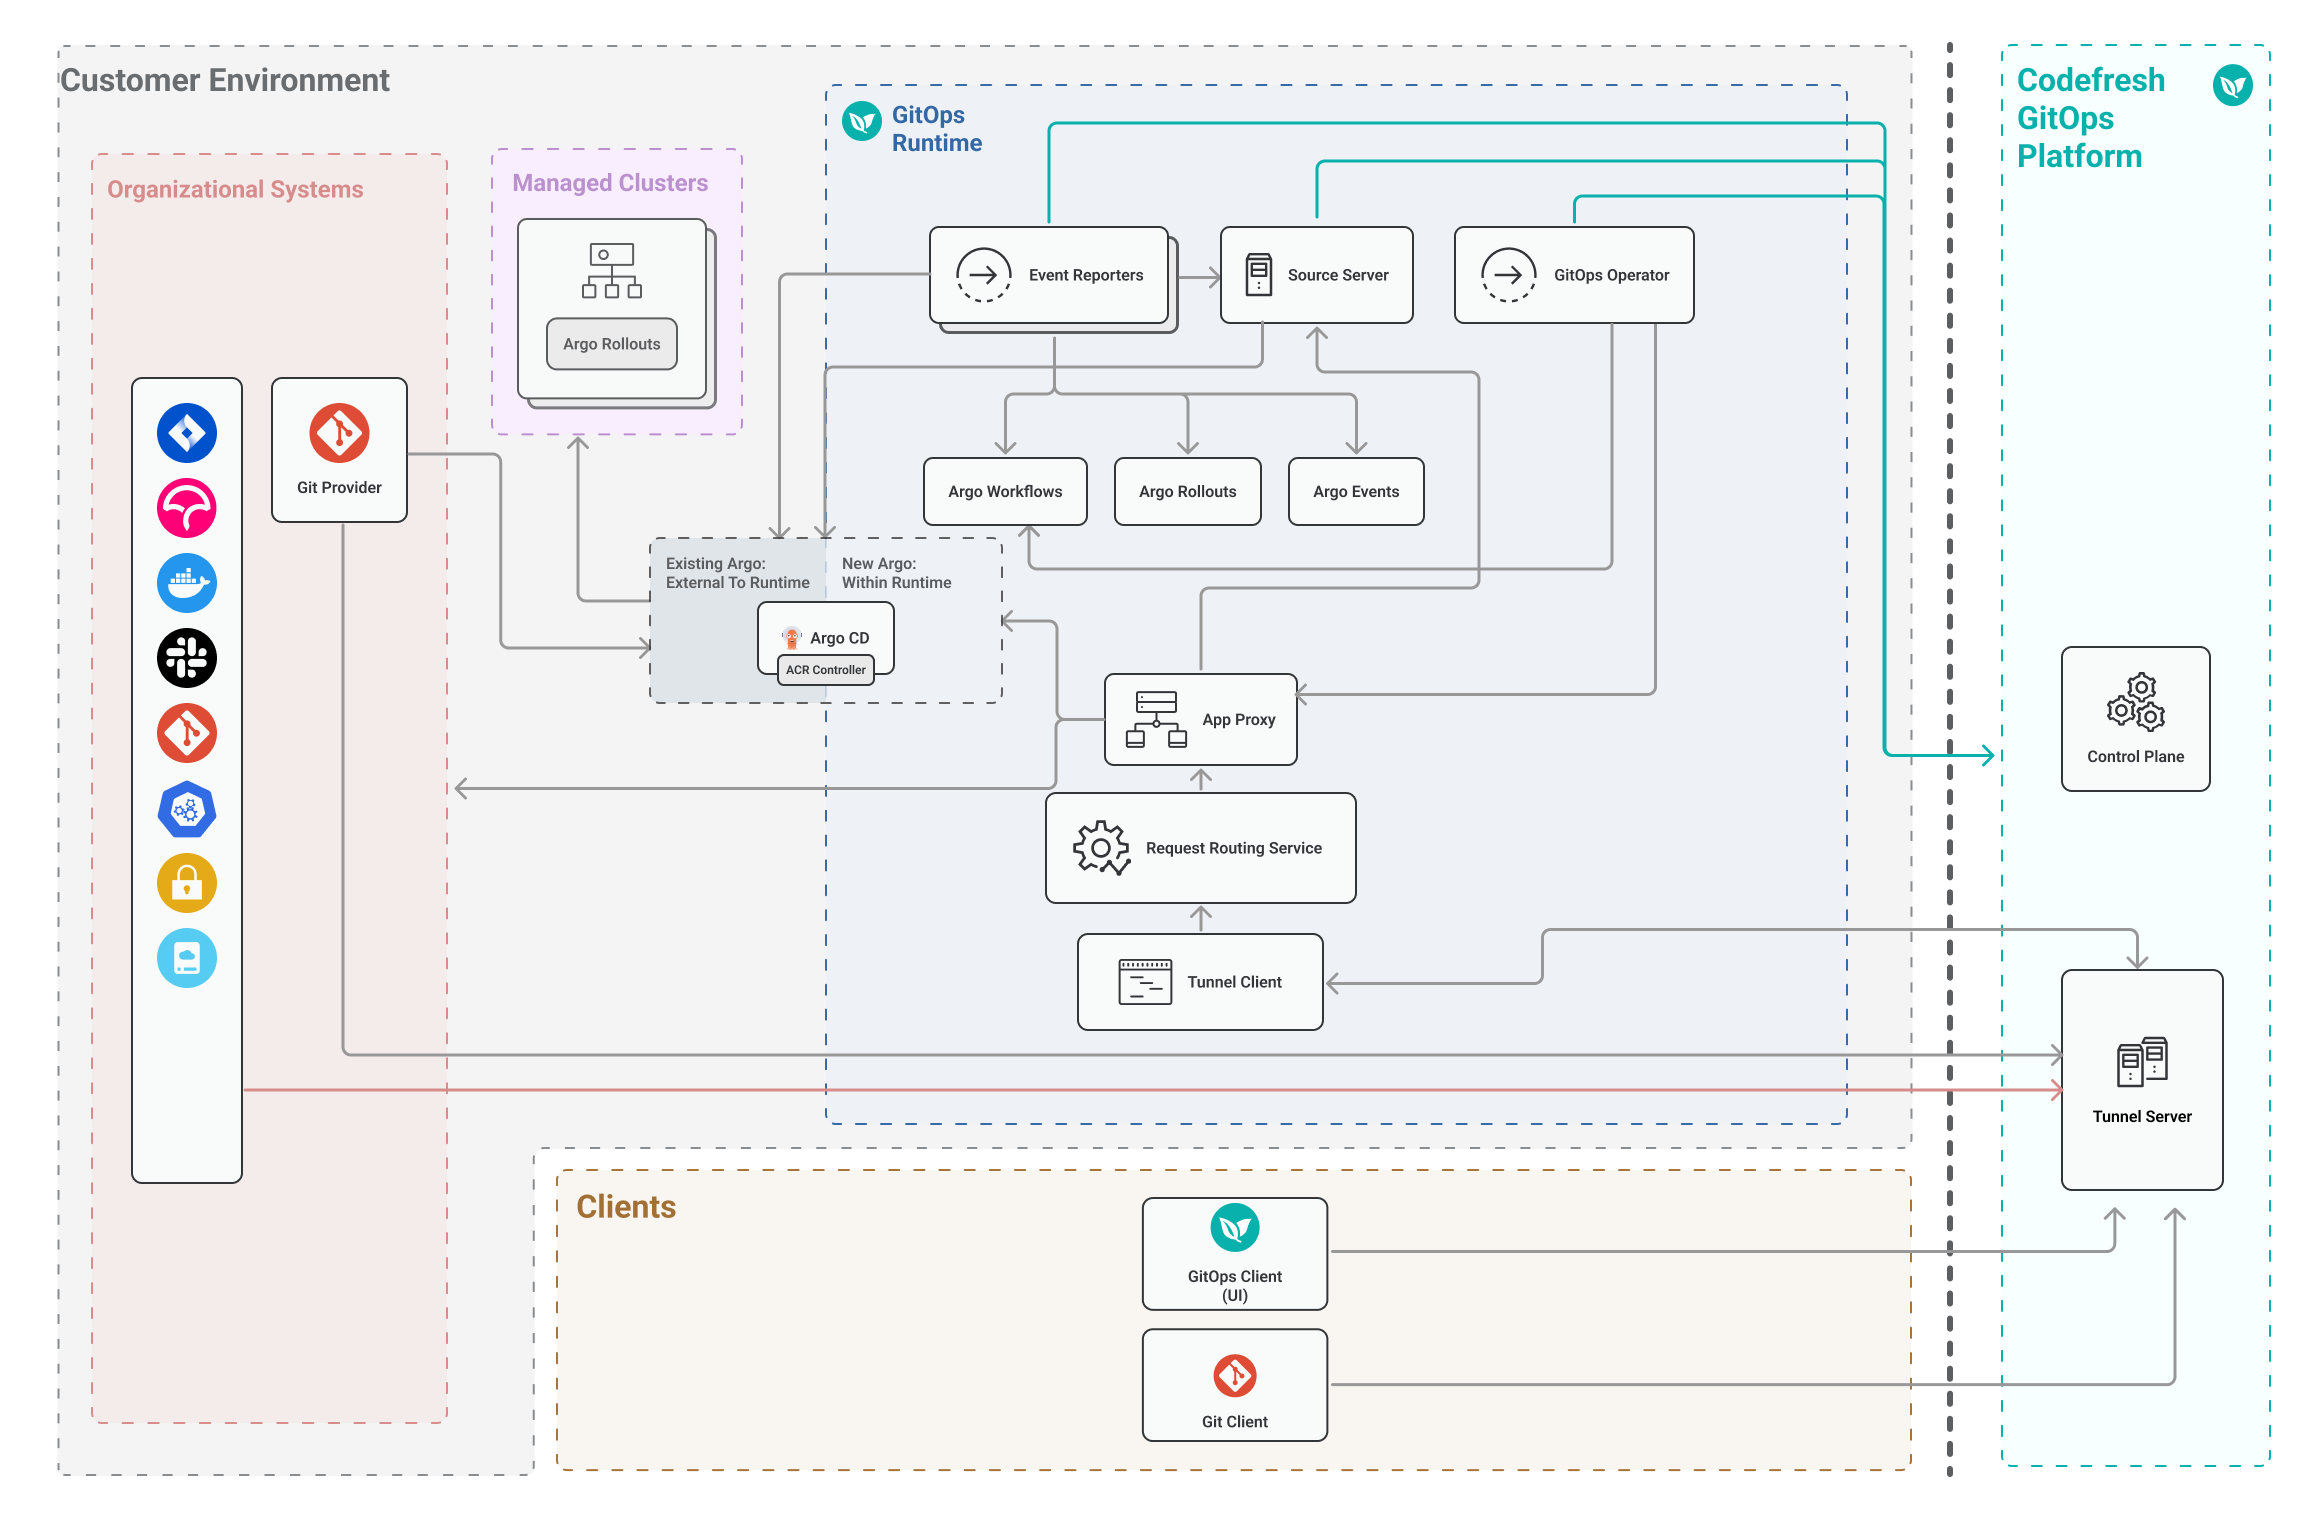 Customer Environment
Codefresh
GitOps
Platform
GitOps
Runtime
Organizational Systems
Managed Clusters
Event Reporters
Source Server
GitOps Operator
Argo Rollouts
Git Provider
Argo Workflows
Argo Rollouts
Argo Events
Existing Argo:
External To Runtime
New Argo:
Within Runtime
Argo CD
ACR Controller
App Proxy
Control Plane
Request Routing Service
Tunnel Client
Tunnel Server
Clients
GitOps Client
(UI)
Git Client